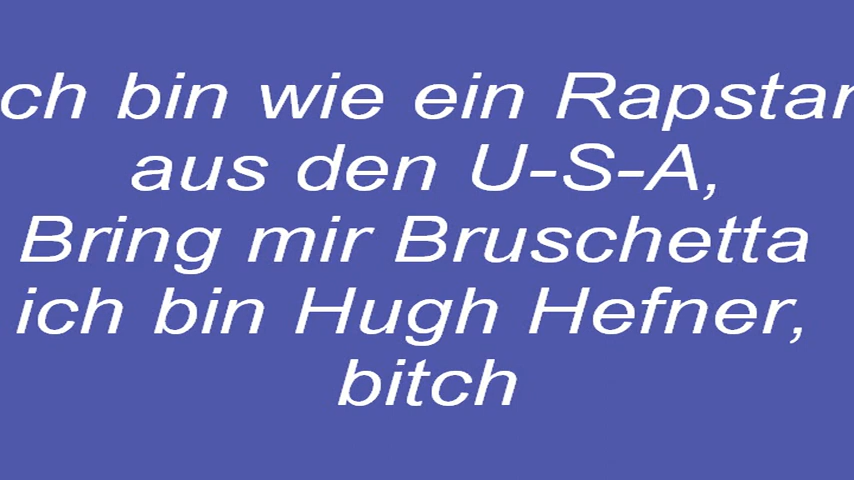 ch bin wie ein Rapstar
aus den U-S-A,
Bring mir Bruschetta
ich bin Hugh Hefner,
bitch